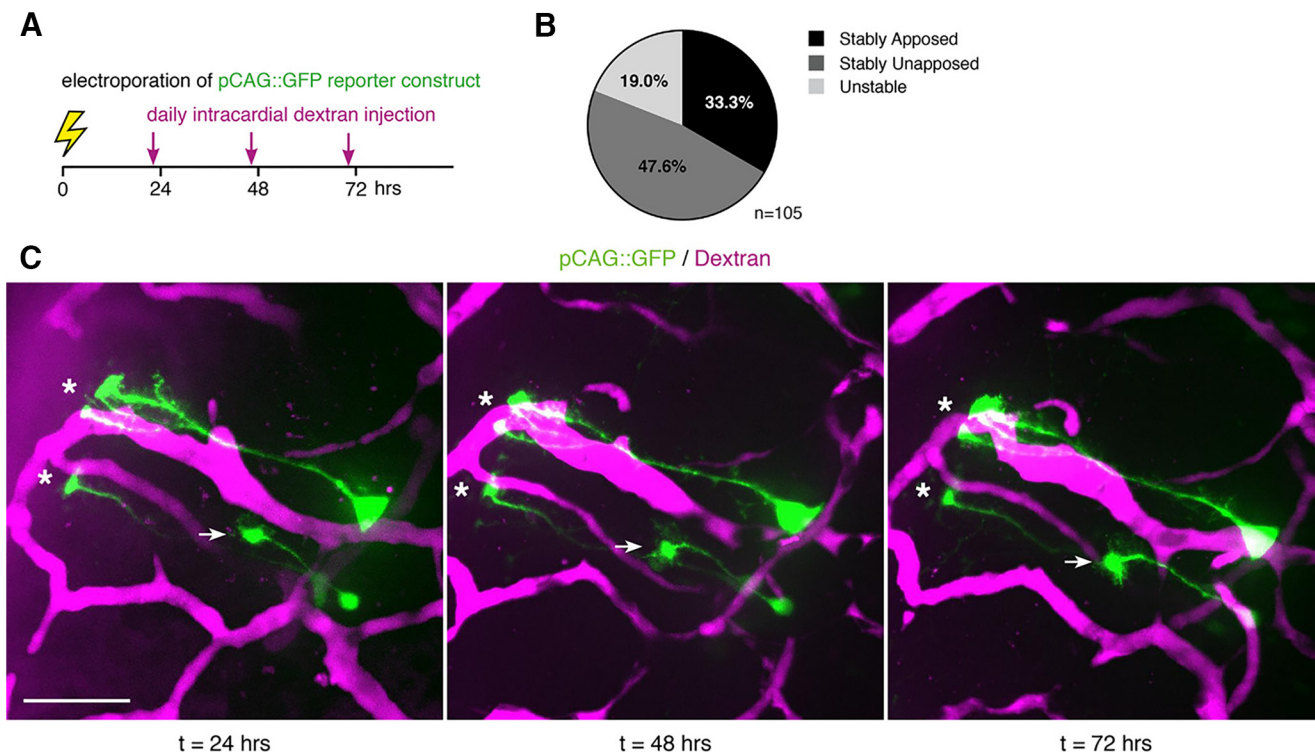 A
electroporation of pCAG::GFP reporter construct
daily intracardial dextran injection
0 24 48 72 hrs
B
19.0%
33.3%
47.6%
n=105
Stably Apposed
Stably Unapposed
Unstable
C
pCAG::GFP / Dextran
* * *
* * *
t = 24 hrs
t = 48 hrs
t = 72 hrs